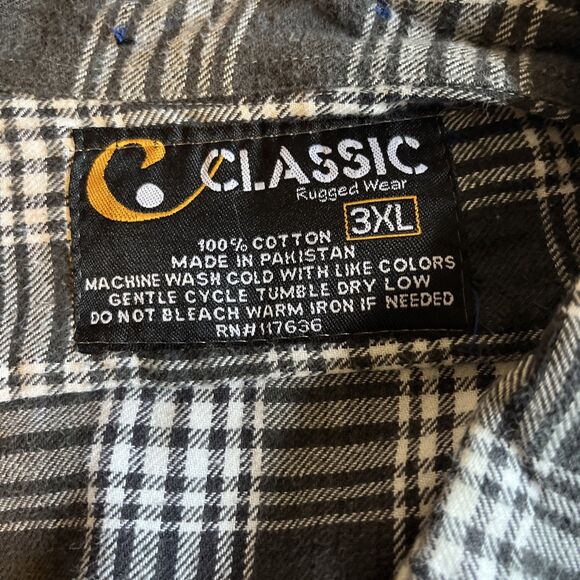 CLASSIC
Rugged Wear
3XL
100% COTTON
MADE IN PAKISTAN
MACHINE WASH COLD WITH LIKE COLORS
GENTLE CYCLE TUMBLE DRY LOW
DO NOT BLEACH WARM IRON IF NEEDED
RN#117636